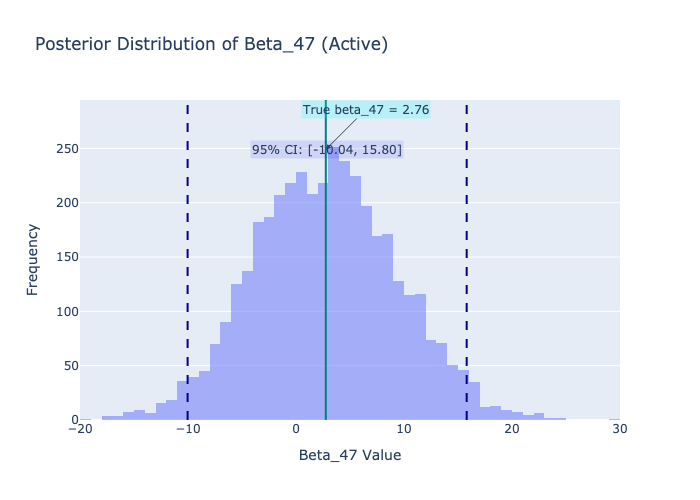 Posterior Distribution of Beta_47 (Active)
True beta_47 = 2.76
95% CI: [-10.04, 15.80]
250
200
150
100
50
0
Frequency
−20
−10
0
10
20
30
Beta_47 Value